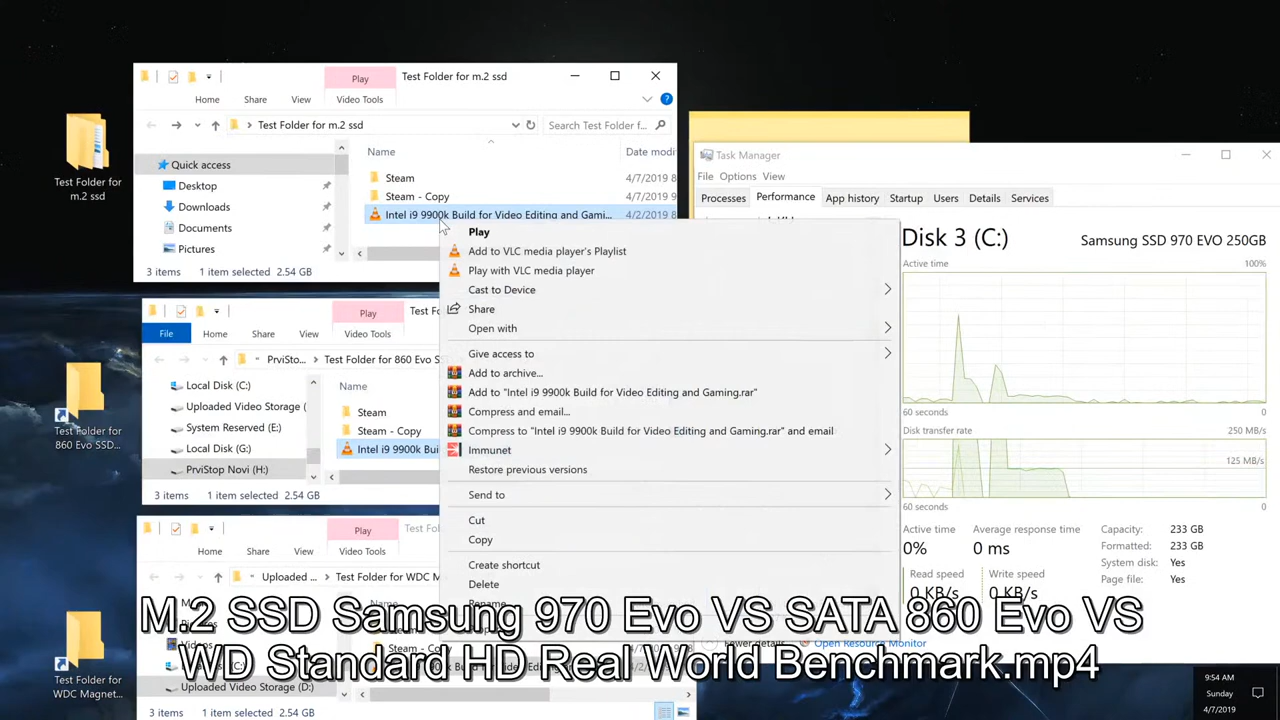 Play
Test Folder for m.2 ssd
Home
Share
View
Video Tools
Test Folder for m.2 ssd
Search Test Folder f...
Quick access
Desktop
Downloads
Documents
Pictures
Name
Date modi
Steam
4/7/2019 8
Steam - Copy
4/7/2019 8
Intel i9 9900k Build for Video Editing and Gami...
4/2/2019 8
3 items
1 item selected 2.54 GB
Test Folder for
m.2 ssd
Play
Test F
File
Home
Share
View
Video Tools
PrviSto...
Test Folder for 860 Evo S
Local Disk (C:)
Uploaded Video Storage (
System Reserved (E:)
Local Disk (G:)
PrviStop Novi (H:)
Name
Steam
Steam - Copy
Intel i9 9900k Bui
3 items
1 item selected 2.54 GB
Test Folder for
860 Evo SSD...
Play
Test F
Home
Share
View
Video Tools
Uploaded ...
Test Folder for WDC M
Uploaded Video Storage (D:)
3 items
1 item selected 2.54 GB
Test Folder for
WDC Magnet...
Play
Add to VLC media player's Playlist
Play with VLC media player
Cast to Device
Share
Open with
Give access to
Add to archive...
Add to "Intel i9 9900k Build for Video Editing and Gaming.rar"
Compress and email...
Compress to "Intel i9 9900k Build for Video Editing and Gaming.rar" and email
Immunet
Restore previous versions
Send to
Cut
Copy
Create shortcut
Delete
Rename
Task Manager
File
Options
View
Processes
Performance
App history
Startup
Users
Details
Services
Disk 3 (C:)
Samsung SSD 970 EVO 250GB
Active time
100%
60 seconds
0
Disk transfer rate
250 MB/s
125 MB/s
60 seconds
0
Active time
Average response time
0%
0 ms
Read speed
Write speed
0 KB/s
0 KB/s
Capacity:
233 GB
Formatted:
233 GB
System disk:
Yes
Page file:
Yes
Fewer details
Open Resource Monitor
M.2 SSD Samsung 970 Evo VS SATA 860 Evo VS
WD Standard HD Real World Benchmark.mp4
9:54 AM
Sunday
4/7/2019